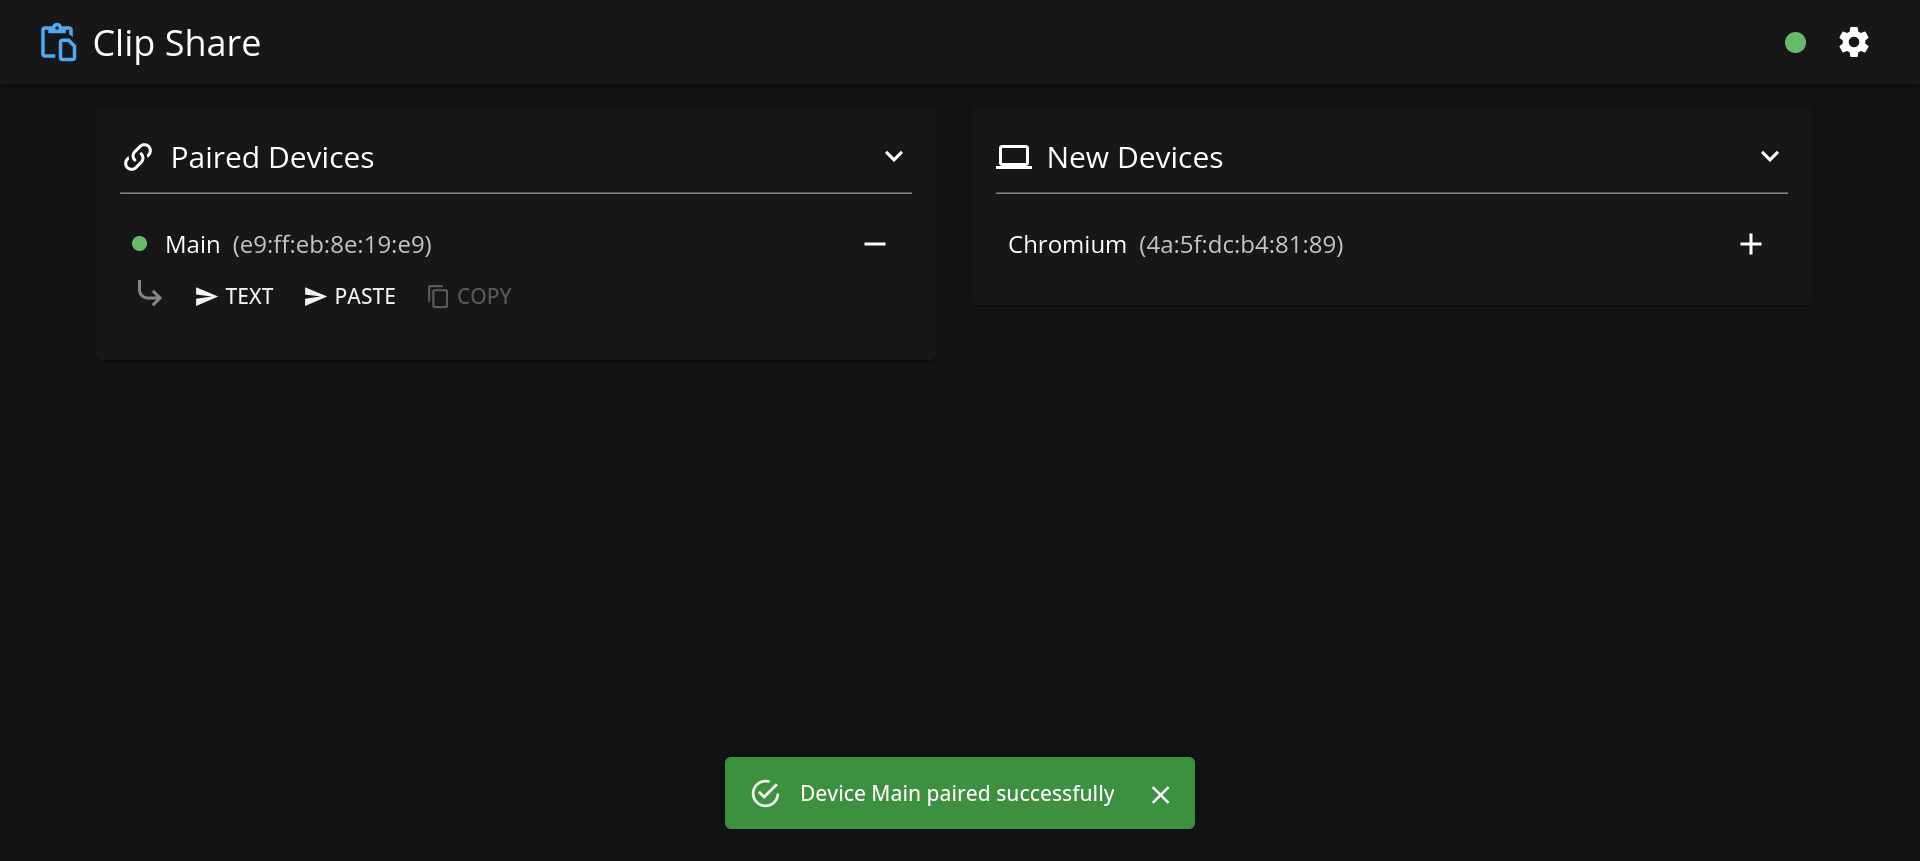 Clip Share
Paired Devices
Main (e9:ff:eb:8e:19:e9)
TEXT PASTE COPY
New Devices
Chromium (4a:5f:dc:b4:81:89)
Device Main paired successfully